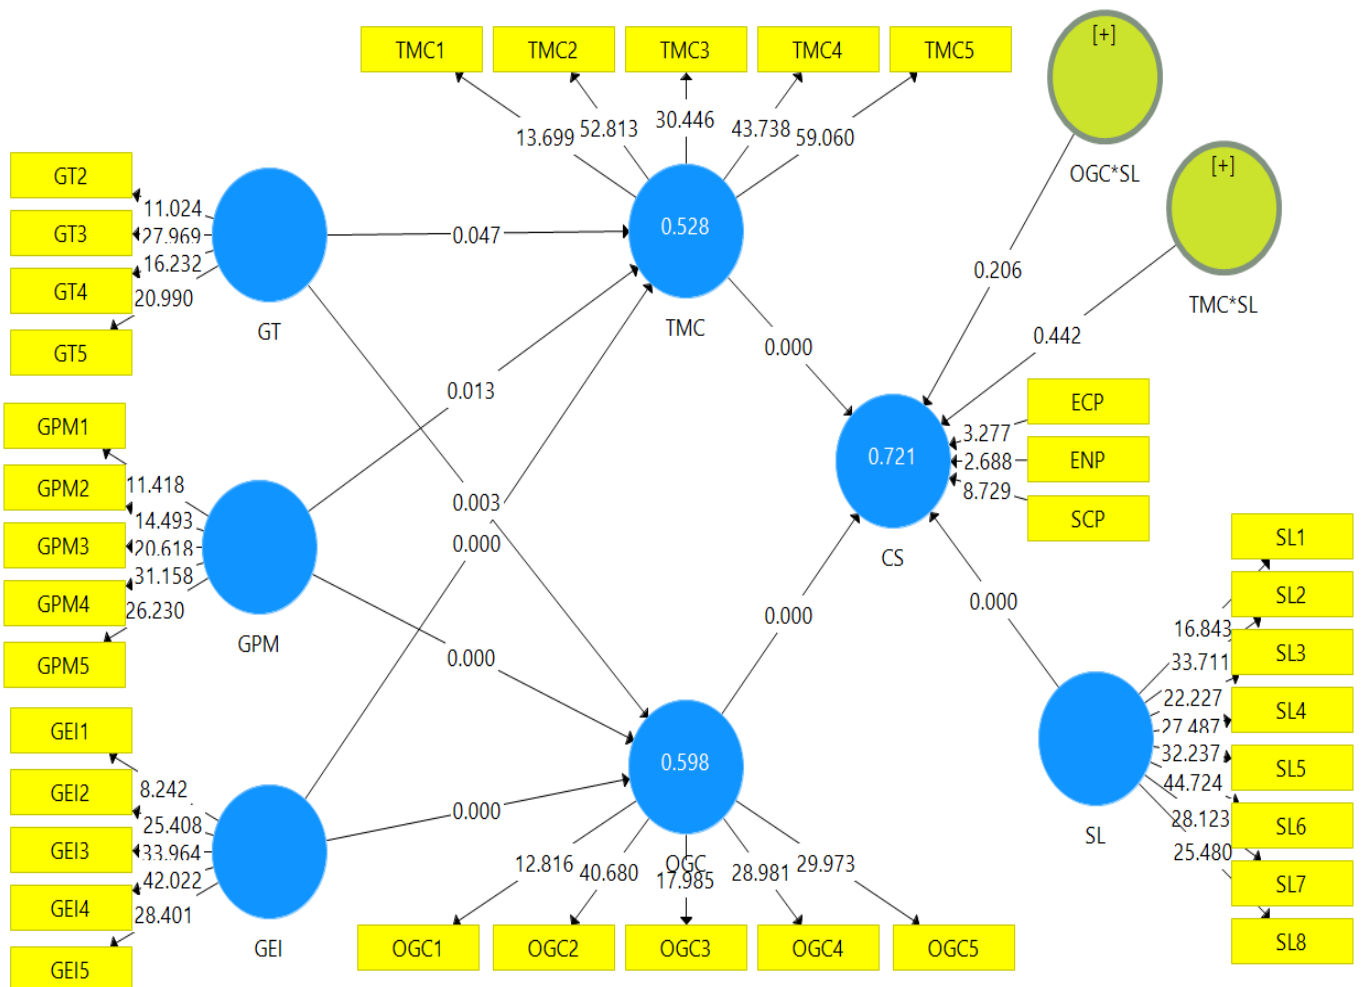 TMC1
TMC2
TMC3
TMC4
TMC5
[+]
OGC*SL
[+]
TMC*SL
13.699
52.813
30.446
43.738
59.060
GT2
GT3
GT4
GT5
11.024
27.969
16.232
20.990
GT
0.047
0.528
TMC
0.206
0.442
0.000
0.013
GPM1
GPM2
GPM3
GPM4
GPM5
11.418
14.493
20.618
31.158
26.230
GPM
0.003
0.000
0.000
0.721
CS
3.277
2.688
8.729
ECP
ENP
SCP
0.000
0.000
GEI1
GEI2
GEI3
GEI4
GEI5
8.242
25.408
33.964
42.022
28.401
GEI
0.000
0.598
OGC
12.816
40.680
17.985
28.981
29.973
OGC1
OGC2
OGC3
OGC4
OGC5
SL
16.843
33.711
22.227
27.487
32.237
44.724
28.123
25.480
SL1
SL2
SL3
SL4
SL5
SL6
SL7
SL8